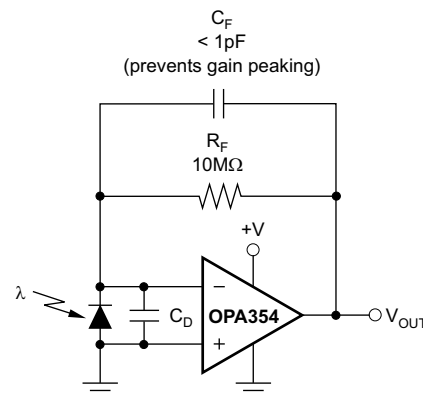 C_F
< 1pF
(prevents gain peaking)
R_F
10MΩ
+V
λ
C_D
−
OPA354
+
V_OUT